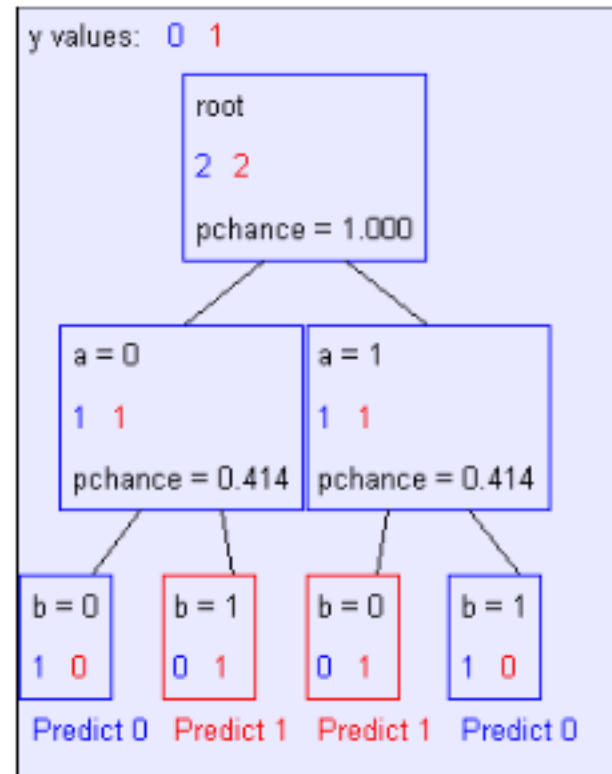 y values: 0 1
root
2 2
pchance = 1.000
a = 0
1 1
pchance = 0.414
a = 1
1 1
pchance = 0.414
b = 0
1 0
Predict 0
b = 1
0 1
Predict 1
b = 0
0 1
Predict 1
b = 1
1 0
Predict 0